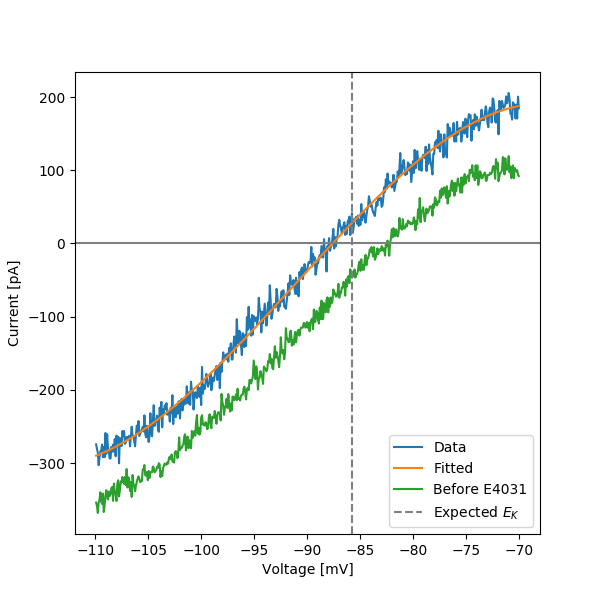 200
100
0
−100
−200
−300
Current [pA]
−110 −105 −100 −95 −90 −85 −80 −75 −70
Voltage [mV]
Data
Fitted
Before E4031
Expected E_K